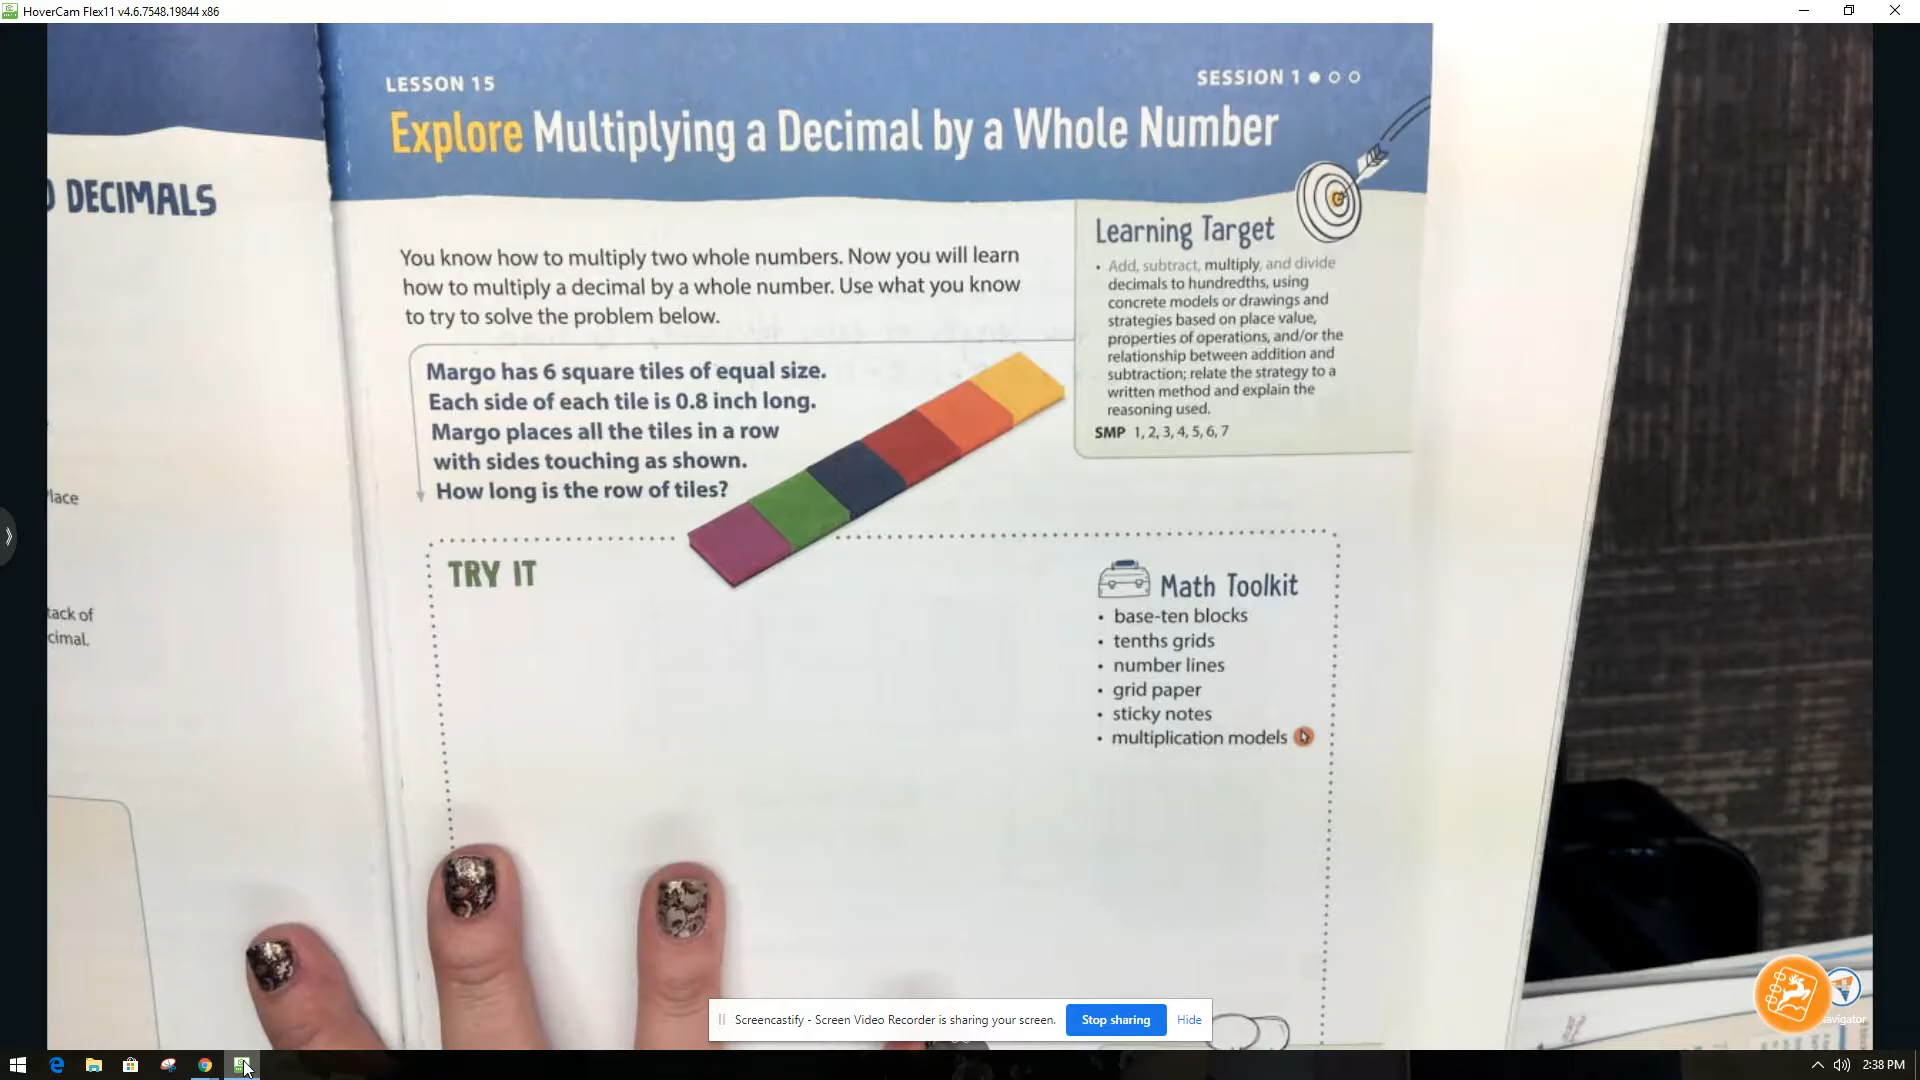 HoverCam Flex11 v4.6.7548.19844 x86
DECIMALS
lace
tack of
cimal.
LESSON 15
SESSION 1
Explore Multiplying a Decimal by a Whole Number
You know how to multiply two whole numbers. Now you will learn
how to multiply a decimal by a whole number. Use what you know
to try to solve the problem below.
Learning Target
• Add, subtract, multiply, and divide
decimals to hundredths, using
concrete models or drawings and
strategies based on place value,
properties of operations, and/or the
relationship between addition and
subtraction; relate the strategy to a
written method and explain the
reasoning used.
SMP 1, 2, 3, 4, 5, 6, 7
Margo has 6 square tiles of equal size.
Each side of each tile is 0.8 inch long.
Margo places all the tiles in a row
with sides touching as shown.
How long is the row of tiles?
TRY IT
Math Toolkit
• base-ten blocks
• tenths grids
• number lines
• grid paper
• sticky notes
• multiplication models
Screencastify - Screen Video Recorder is sharing your screen.
Stop sharing
Hide
2:38 PM